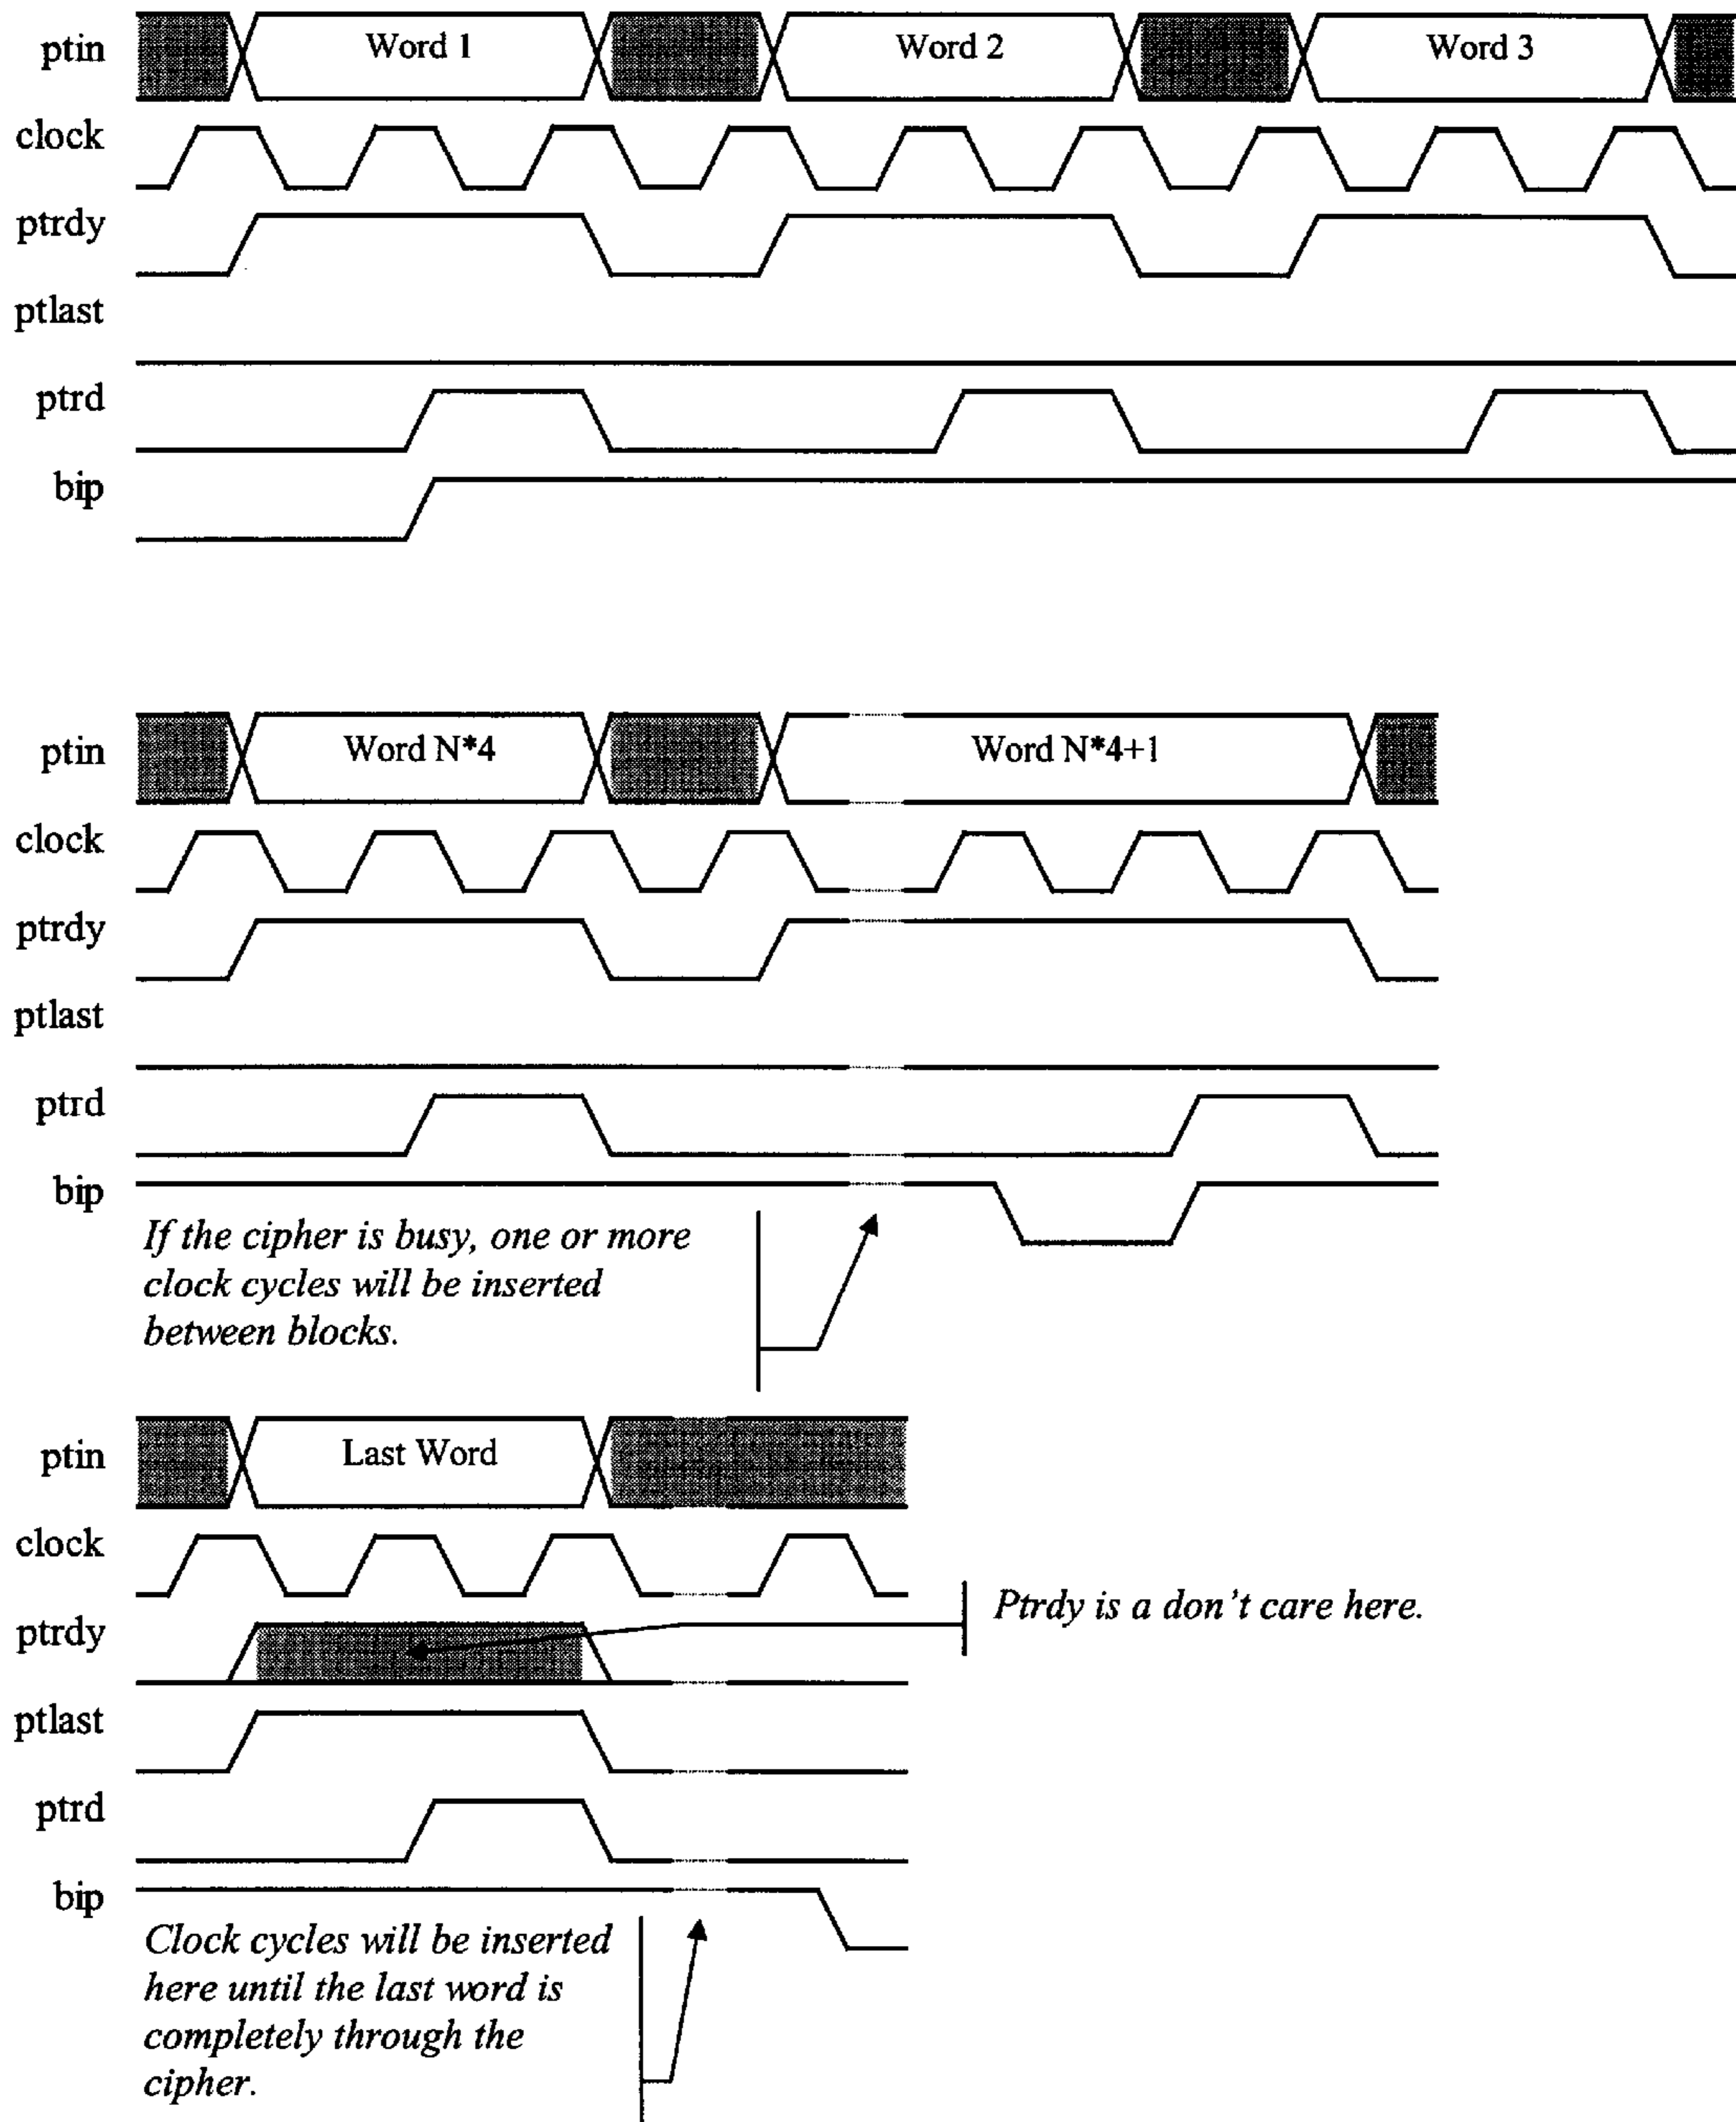 ptin Word 1 Word 2 Word 3
clock
ptrdy
ptlast
ptrd
bip
ptin Word N*4 Word N*4+1
clock
ptrdy
ptlast
ptrd
bip
If the cipher is busy, one or more
clock cycles will be inserted
between blocks.
ptin Last Word
clock
Ptrdy is a don't care here.
ptrdy
ptlast
ptrd
bip
Clock cycles will be inserted
here until the last word is
completely through the
cipher.